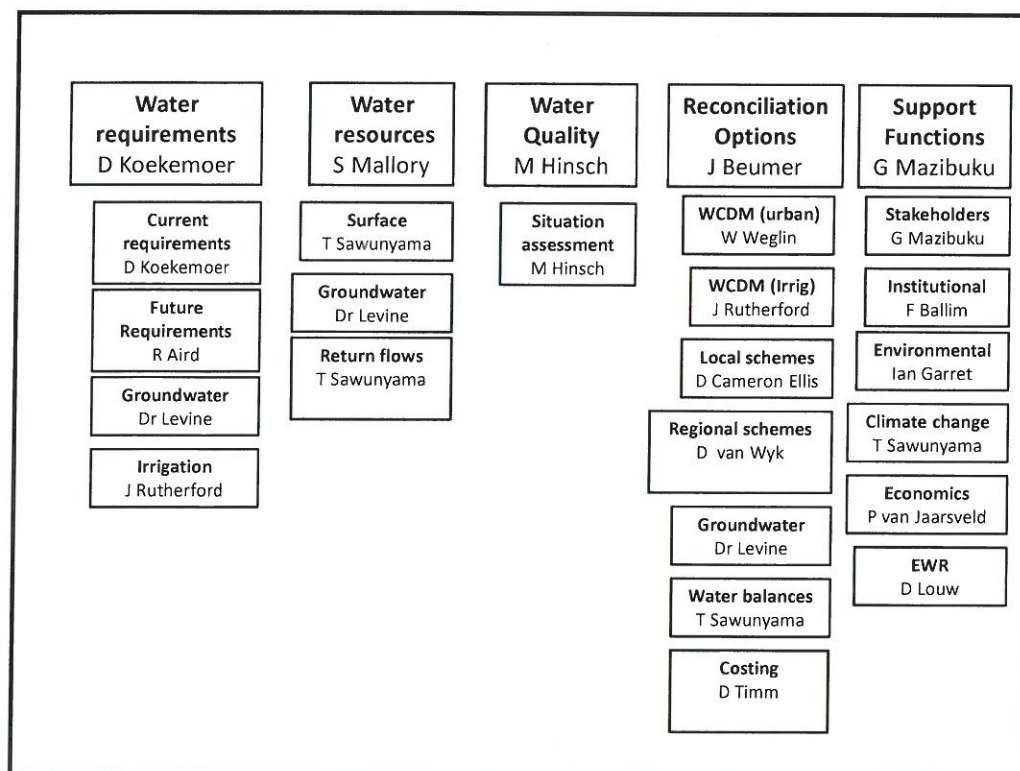 Water
requirements
D Koekemoer
Current
requirements
D Koekemoer
Future
Requirements
R Aird
Groundwater
Dr Levine
Irrigation
J Rutherford
Water
resources
S Mallory
Surface
T Sawunyama
Groundwater
Dr Levine
Return flows
T Sawunyama
Water
Quality
M Hinsch
Situation
assessment
M Hinsch
Reconciliation
Options
J Beumer
WCDM (urban)
W Weglin
WCDM (Irrig)
J Rutherford
Local schemes
D Cameron Ellis
Regional schemes
D van Wyk
Groundwater
Dr Levine
Water balances
T Sawunyama
Costing
D Timm
Support
Functions
G Mazibuku
Stakeholders
G Mazibuku
Institutional
F Ballim
Environmental
Ian Garret
Climate change
T Sawunyama
Economics
P van Jaarsveld
EWR
D Louw